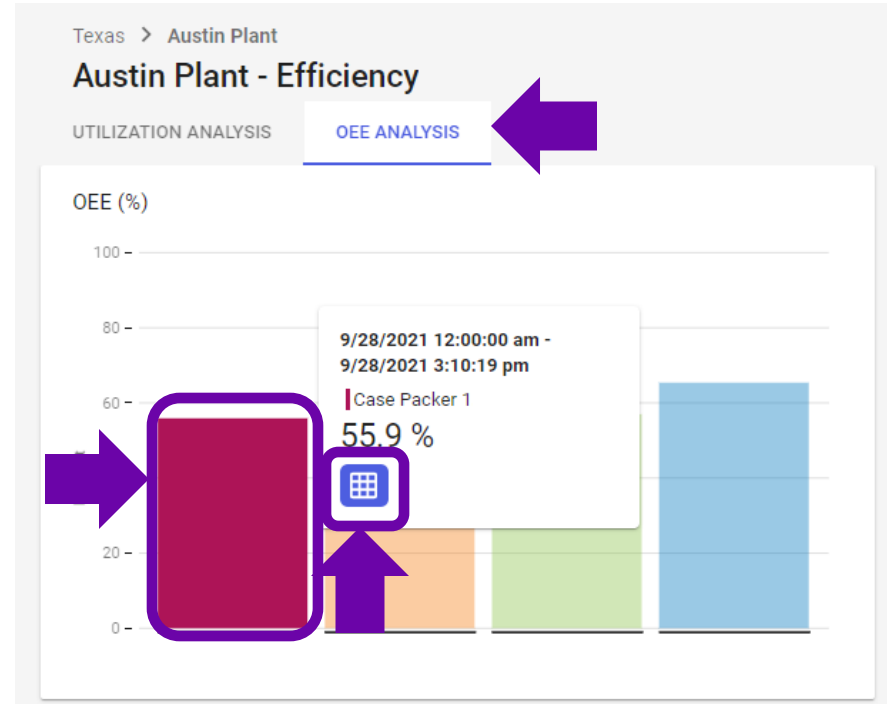 Texas > Austin Plant
Austin Plant - Efficiency
UTILIZATION ANALYSIS OEE ANALYSIS
OEE (%)
100
80
9/28/2021 12:00:00 am -
9/28/2021 3:10:19 pm
Case Packer 1
60
55.9 %
20
0